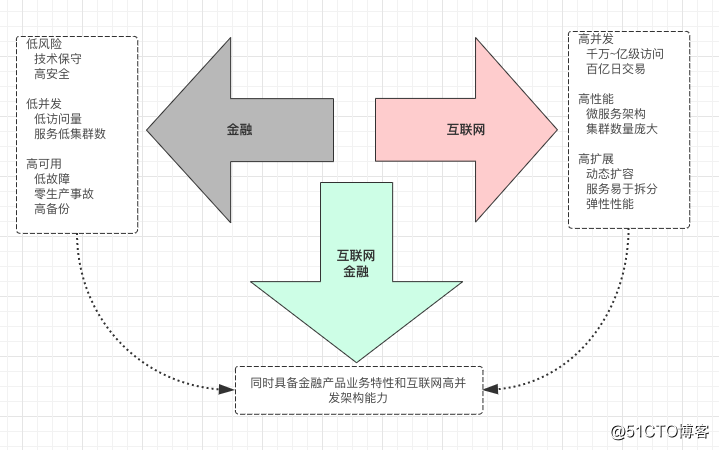 低风险
技术保守
高安全
低并发
低访问量
服务低集群数
高可用
低故障
零生产事故
高备份
金融
互联网
高并发
千万~亿级访问
百亿日交易
高性能
微服务架构
集群数量庞大
高扩展
动态扩容
服务易于拆分
弹性性能
互联网
金融
同时具备金融产品业务特性和互联网高并
发架构能力
@51CTO博客